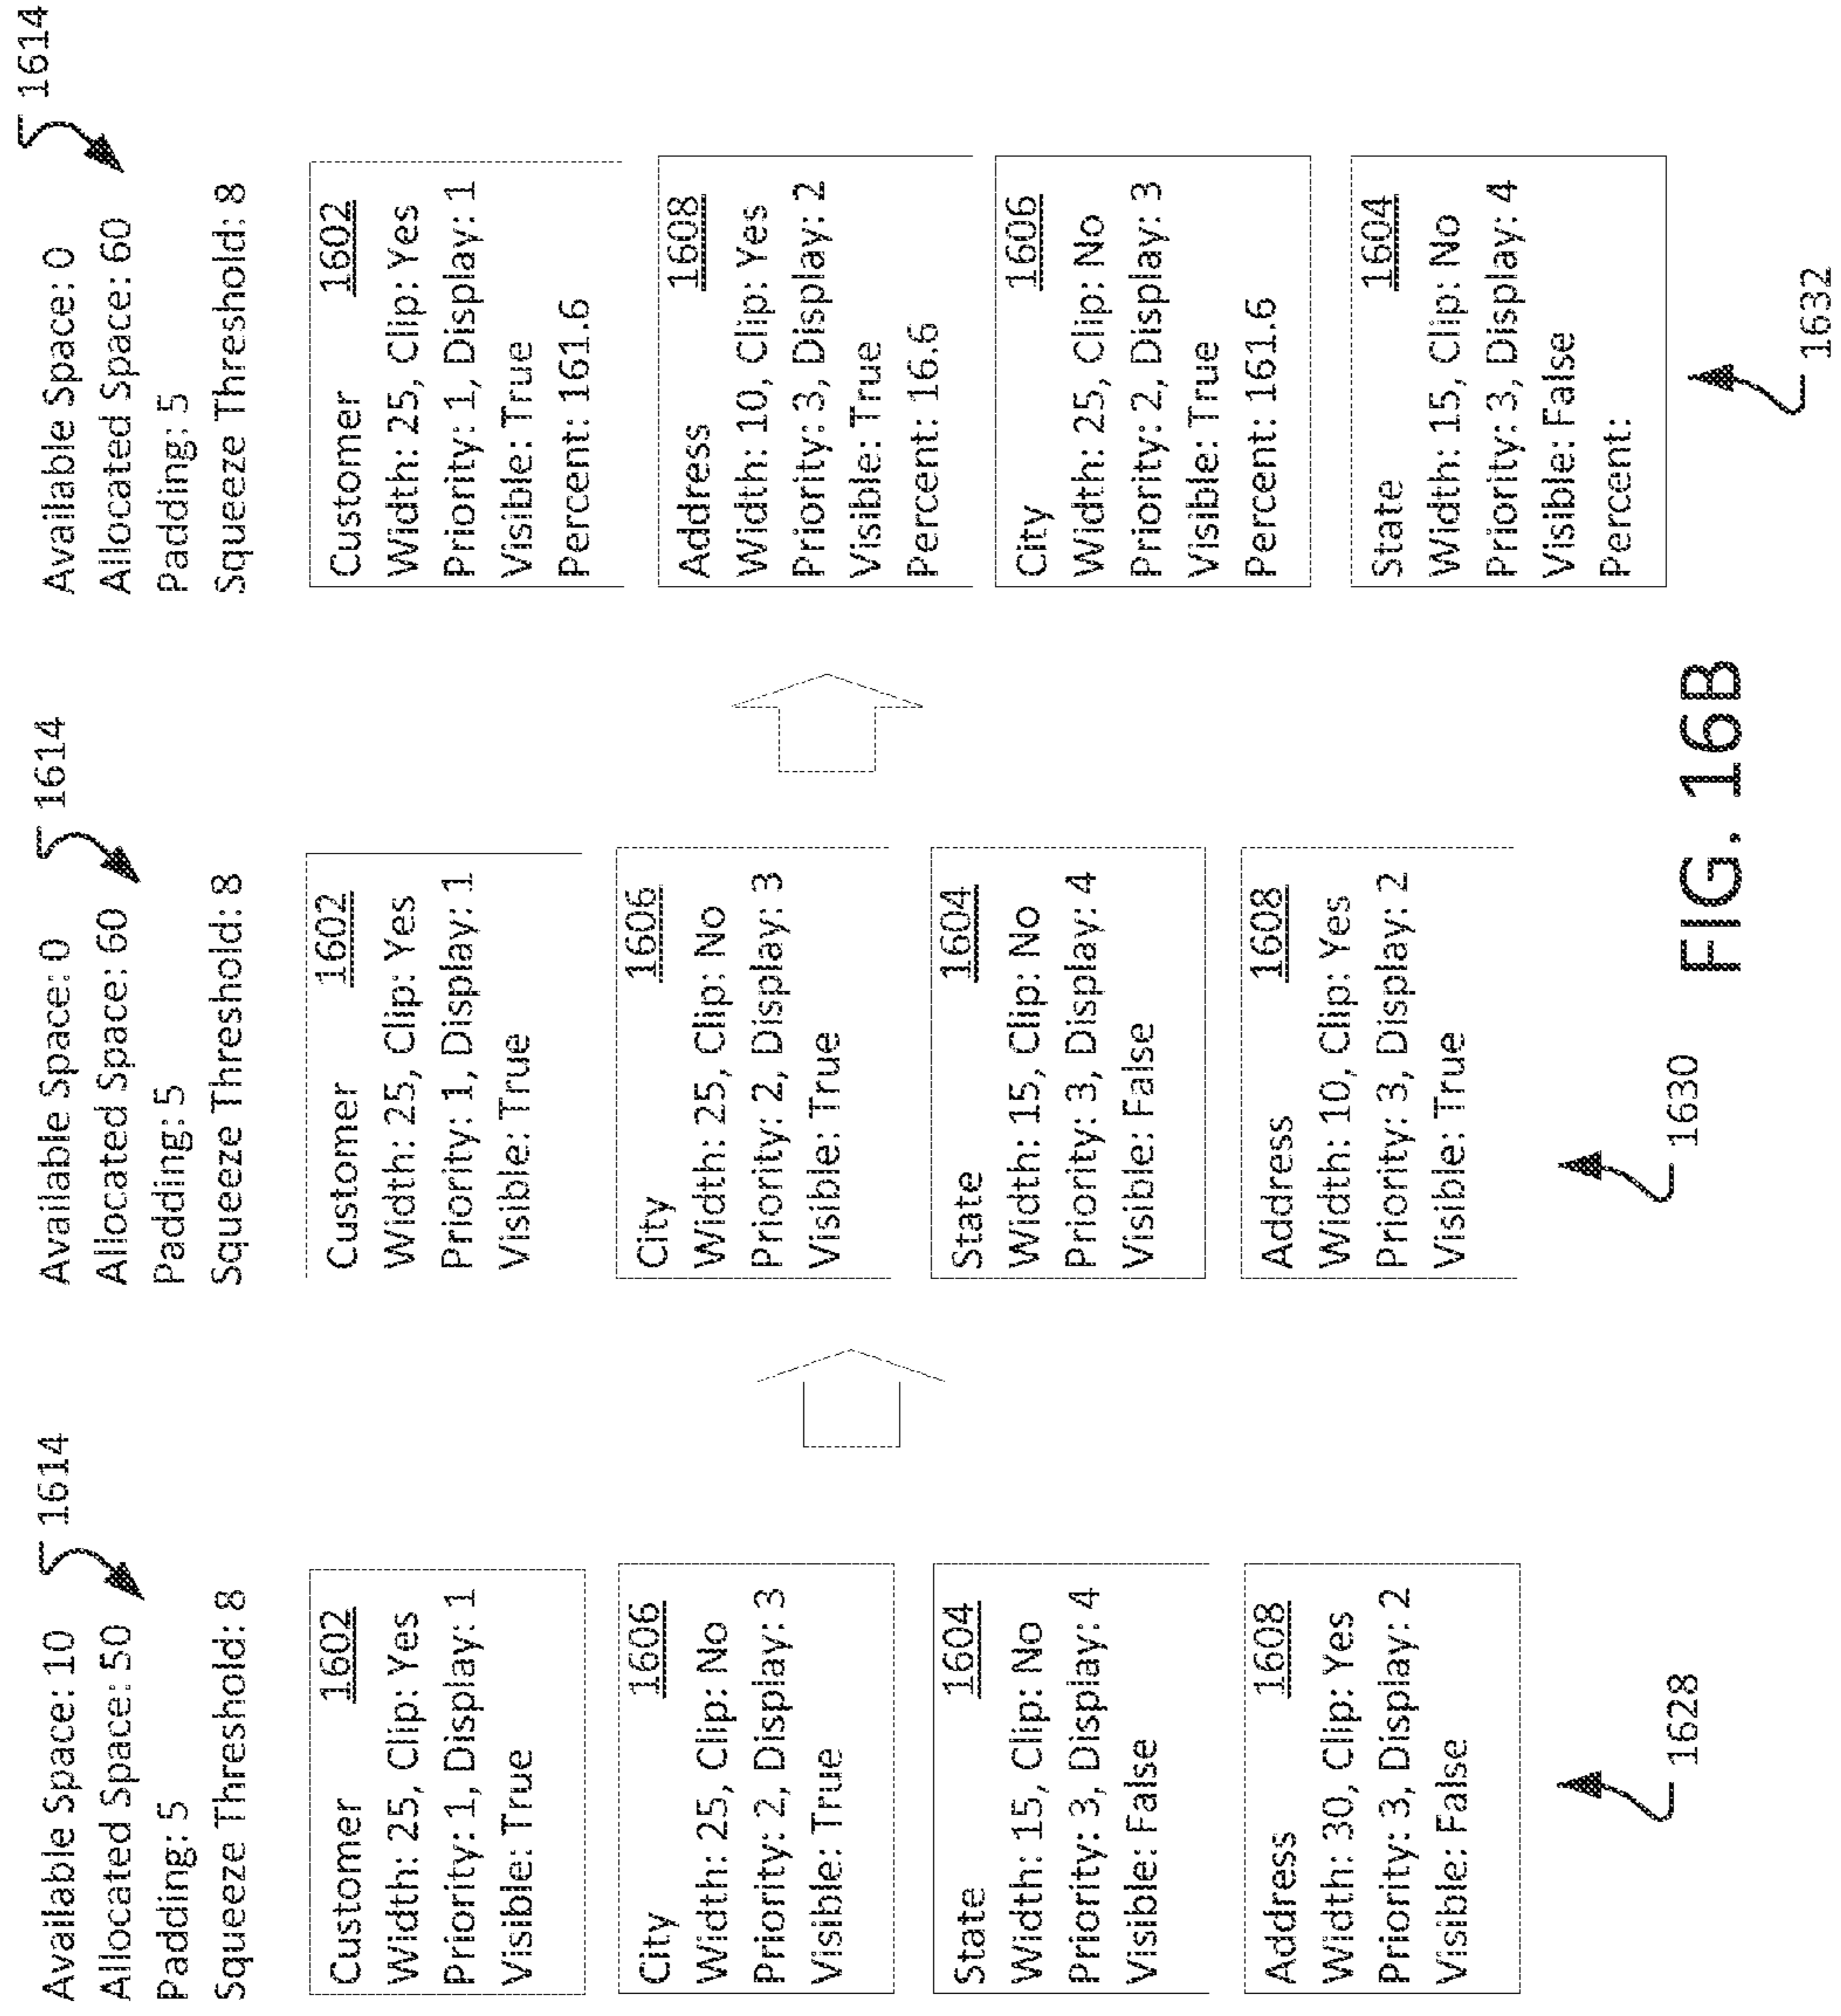 Available Space: 10
Allocated Space: 50
Padding: 5
Squeeze Threshold: 8
1614
Customer 1602
Width: 25, Clip: Yes
Priority: 1, Display: 1
Visible: True
City 1606
Width: 25, Clip: No
Priority: 2, Display: 3
Visible: True
State 1604
Width: 15, Clip: No
Priority: 3, Display: 4
Visible: False
Address 1608
Width: 30, Clip: Yes
Priority: 3, Display: 2
Visible: False
1628
Available Space: 0
Allocated Space: 60
Padding: 5
Squeeze Threshold: 8
1614
Customer 1602
Width: 25, Clip: Yes
Priority: 1, Display: 1
Visible: True
City 1606
Width: 25, Clip: No
Priority: 2, Display: 3
Visible: True
State 1604
Width: 15, Clip: No
Priority: 3, Display: 4
Visible: False
Address 1608
Width: 10, Clip: Yes
Priority: 3, Display: 2
Visible: True
1630
Available Space: 0
Allocated Space: 60
Padding: 5
Squeeze Threshold: 8
1614
Customer 1602
Width: 25, Clip: Yes
Priority: 1, Display: 1
Visible: True
Percent: 161.6
Address 1608
Width: 10, Clip: Yes
Priority: 3, Display: 2
Visible: True
Percent: 16.6
City 1606
Width: 25, Clip: No
Priority: 2, Display: 3
Visible: True
Percent: 161.6
State 1604
Width: 15, Clip: No
Priority: 3, Display: 4
Visible: False
Percent:
1632
FIG. 16B